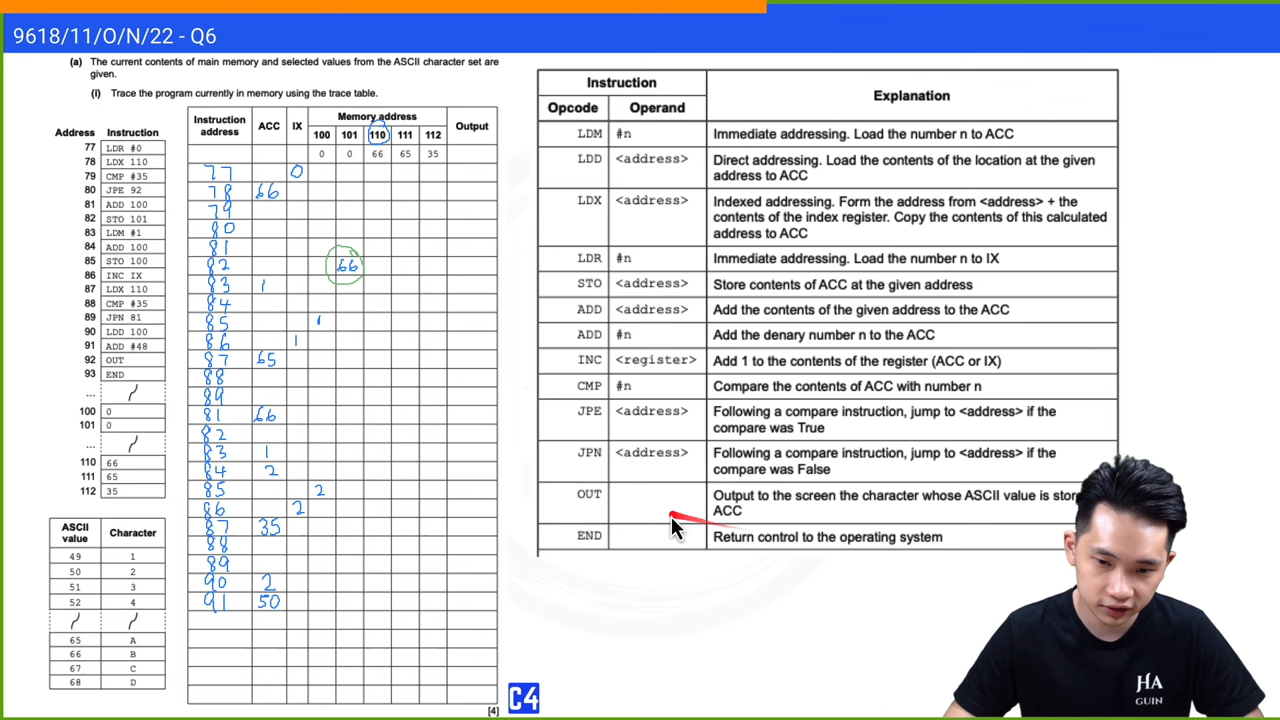 9618/11/O/N/22 - Q6
(a) The current contents of main memory and selected values from the ASCII character set are
given.
(i) Trace the program currently in memory using the trace table.
Address Instruction
77 LDR #0
78 LDX 110
79 CMP #35
80 JPE 92
81 ADD 100
82 STO 101
83 LDM #1
84 ADD 100
85 STO 100
86 INC IX
87 LDX 110
88 CMP #35
89 JPN 81
90 LDD 100
91 ADD #48
92 OUT
93 END
...
100 0
101 0
...
110 66
111 65
112 35
ASCII value Character
49 1
50 2
51 3
52 4
65 A
66 B
67 C
68 D
Instruction address ACC IX Memory address Output
100 101 110 111 112
0 0 66 65 35
77 0
78 66
79
80
81
82 66
83 1
84
85 1
86 1
87 65
88
89
81 66
82
83 1
84 2
85 2
86 2
87 35
88
89
90 2
91 50
[4]
Instruction Explanation
Opcode Operand
LDM #n Immediate addressing. Load the number n to ACC
LDD <address> Direct addressing. Load the contents of the location at the given
address to ACC
LDX <address> Indexed addressing. Form the address from <address> + the
contents of the index register. Copy the contents of this calculated
address to ACC
LDR #n Immediate addressing. Load the number n to IX
STO <address> Store contents of ACC at the given address
ADD <address> Add the contents of the given address to the ACC
ADD #n Add the denary number n to the ACC
INC <register> Add 1 to the contents of the register (ACC or IX)
CMP #n Compare the contents of ACC with number n
JPE <address> Following a compare instruction, jump to <address> if the
compare was True
JPN <address> Following a compare instruction, jump to <address> if the
compare was False
OUT Output to the screen the character whose ASCII value is
ACC
END Return control to the operating system
C4
HA
GUIN